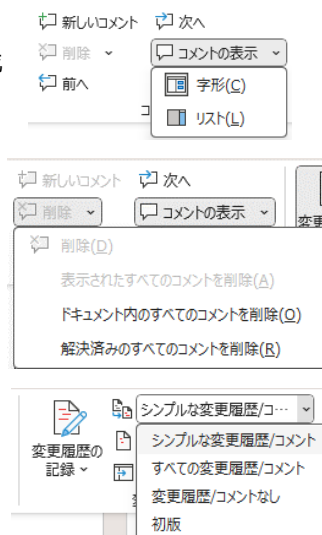 新しいコメント 次へ
削除 コメントの表示
前へ 字形(C)
リスト(L)
新しいコメント 次へ
削除 コメントの表示
削除(D)
表示されたすべてのコメントを削除(A)
ドキュメント内のすべてのコメントを削除(O)
解決済みのすべてのコメントを削除(R)
シンプルな変更履歴/コ…
変更履歴の
記録
シンプルな変更履歴/コメント
すべての変更履歴/コメント
変更履歴/コメントなし
初版